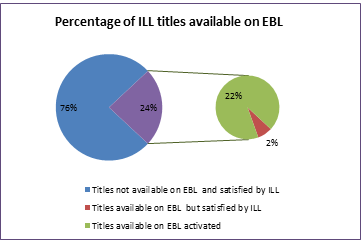 Percentage of ILL titles available on EBL
76%
24%
22%
2%
Titles not available on EBL and satisfied by ILL
Titles available on EBL but satisfied by ILL
Titles available on EBL activated